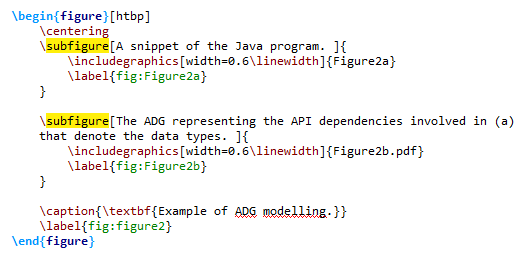 \begin{figure}[htbp]
\centering
\subfigure[A snippet of the Java program. ]{
\includegraphics[width=0.6\linewidth]{Figure2a}
\label{fig:Figure2a}
}
\subfigure[The ADG representing the API dependencies involved in (a)
that denote the data types. ]{
\includegraphics[width=0.6\linewidth]{Figure2b.pdf}
\label{fig:Figure2b}
}
\caption{\textbf{Example of ADG modelling.}}
\label{fig:figure2}
\end{figure}